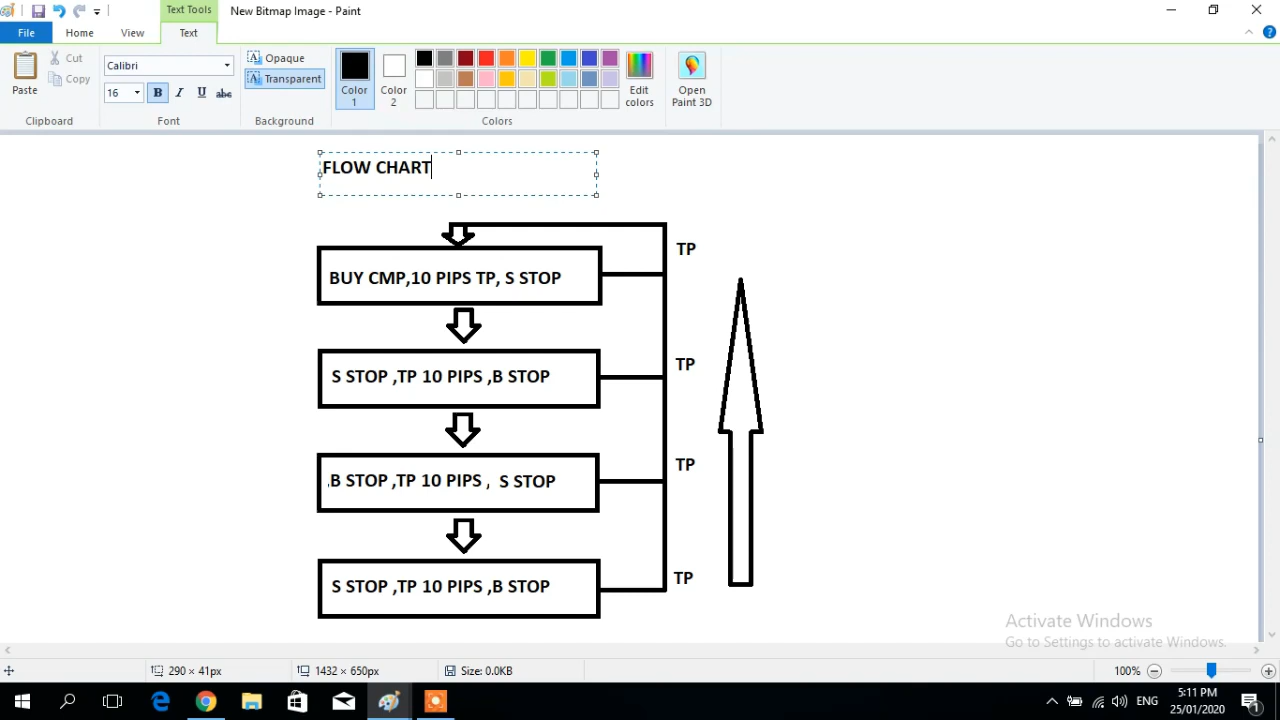 Text Tools
New Bitmap Image - Paint
File
Home
View
Text
Paste
Cut
Copy
Clipboard
Calibri
16
B I U abc
Font
Opaque
Transparent
Background
Color 1
Color 2
Edit colors
Colors
Open Paint 3D
FLOW CHART
TP
BUY CMP,10 PIPS TP, S STOP
TP
S STOP ,TP 10 PIPS ,B STOP
TP
,B STOP ,TP 10 PIPS , S STOP
TP
S STOP ,TP 10 PIPS ,B STOP
Activate Windows
Go to Settings to activate Windows.
290 × 41px
1432 × 650px
Size: 0.0KB
100%
ENG
5:11 PM
25/01/2020
1